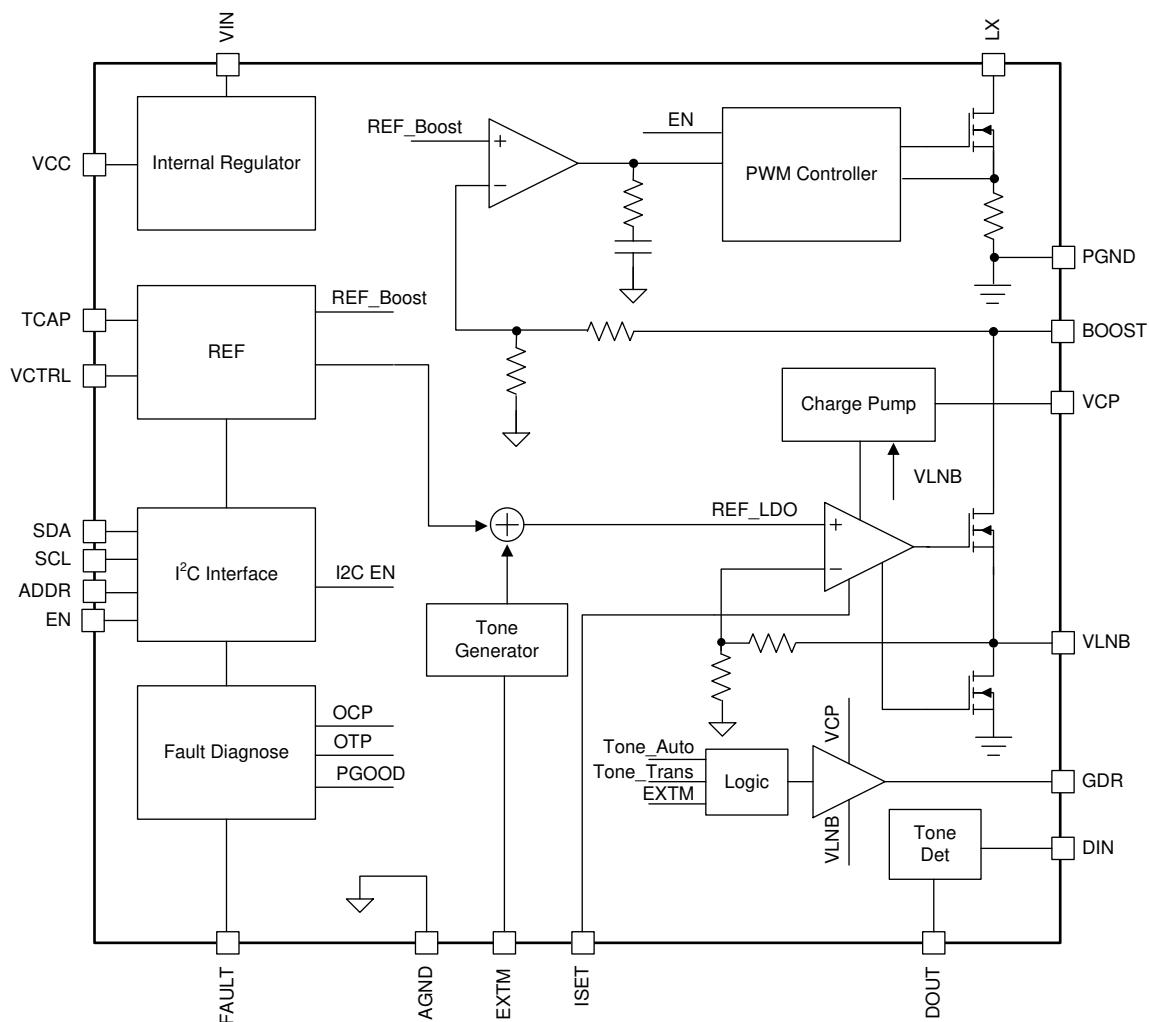 VIN
LX
REF_Boost
+
−
EN
VCC
Internal Regulator
PWM Controller
PGND
TCAP
REF_Boost
BOOST
REF
VCTRL
Charge Pump
VCP
VLNB
SDA
SCL
ADDR
EN
I²C Interface
I2C EN
REF_LDO
+
−
Tone
Generator
VLNB
Fault Diagnose
OCP
OTP
PGOOD
Tone_Auto
Tone_Trans
EXTM
Logic
VCP
VLNB
GDR
Tone
Det
DIN
FAULT
AGND
EXTM
ISET
DOUT